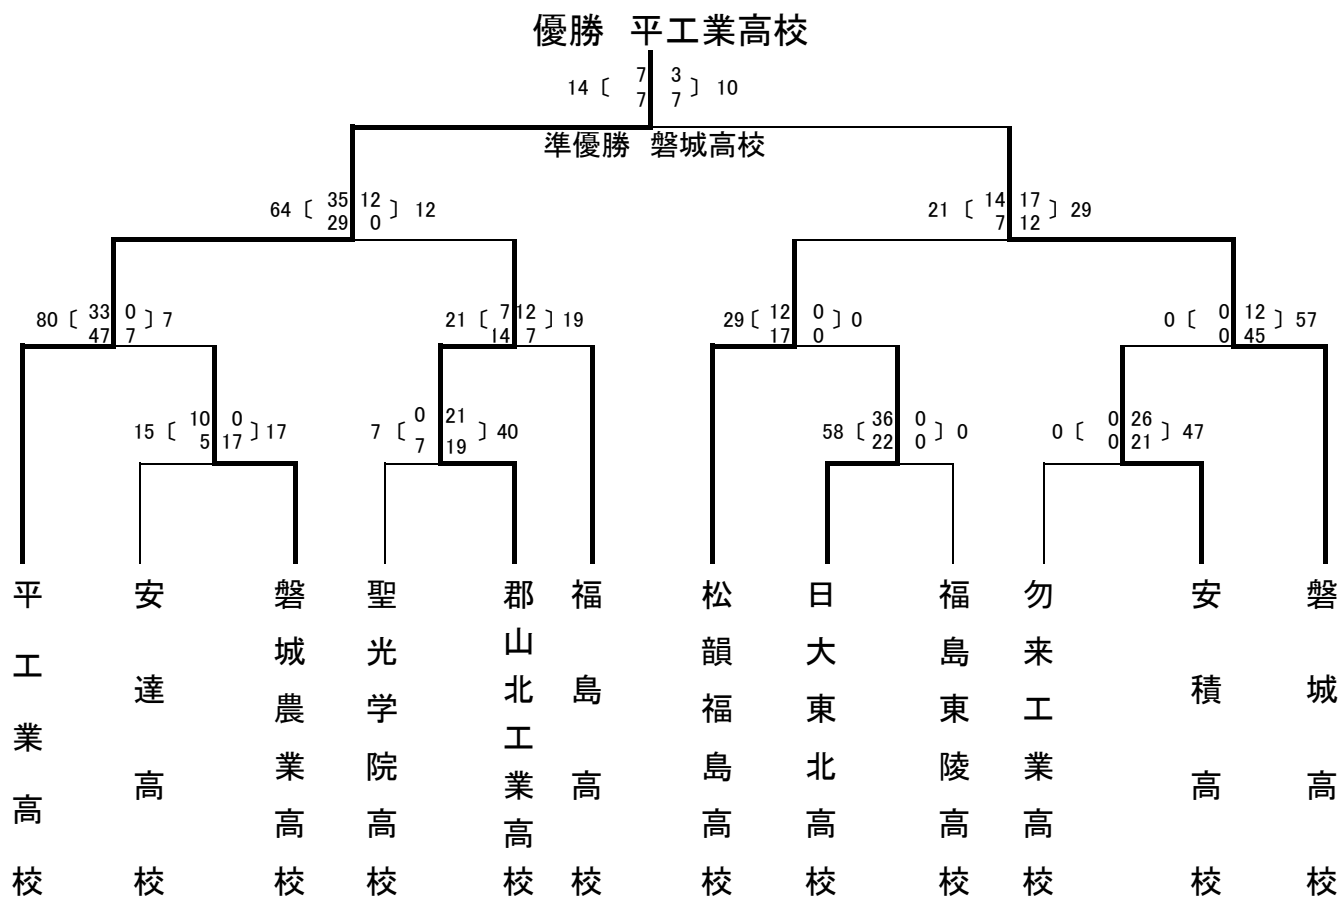 優勝 平工業高校
14 〔 7 3 〕 10
7 7
準優勝 磐城高校
64 〔 35 12 〕 12
29 0
21 〔 14 17 〕 29
7 12
80 〔 33 0 〕 7
47 7
21 〔 7 12 〕 19
14 7
29 〔 12 0 〕 0
17 0
0 〔 0 12 〕 57
0 45
15 〔 10 0 〕 17
5 17
7 〔 0 21 〕 40
7 19
58 〔 36 0 〕 0
22 0
0 〔 0 26 〕 47
0 21
平工業高校
安達高校
磐城農業高校
聖光学院高校
郡山北工業高校
福島高校
松韻福島高校
日大東北高校
福島東陵高校
勿来工業高校
安積高校
磐城高校